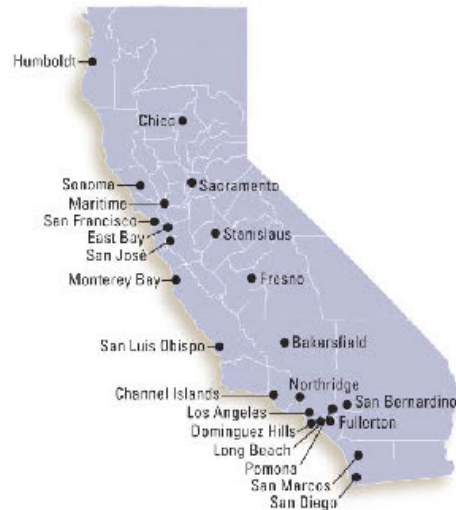 Humboldt
Chico
Sonoma
Sacramento
Maritime
San Francisco
East Bay
Stanislaus
San José
Monterey Bay
Fresno
San Luis Obispo
Bakersfield
Channel Islands
Northridge
San Bernardino
Los Angeles
Fullerton
Dominguez Hills
Long Beach
Pomona
San Marcos
San Diego